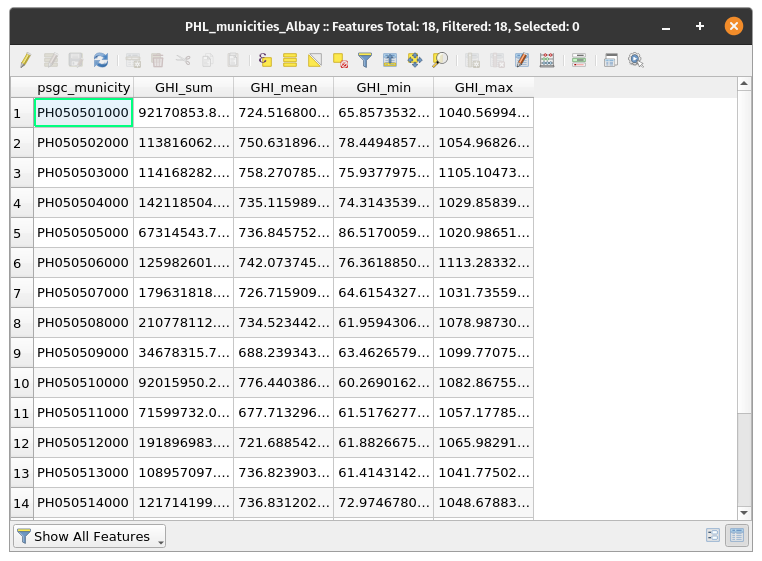 PHL_municities_Albay :: Features Total: 18, Filtered: 18, Selected: 0
psgc_municity GHI_sum GHI_mean GHI_min GHI_max
1 PH050501000 92170853.8... 724.516800... 65.8573532... 1040.56994...
2 PH050502000 113816062.... 750.631896... 78.4494857... 1054.96826...
3 PH050503000 114168282.... 758.270785... 75.9377975... 1105.10473...
4 PH050504000 142118504.... 735.115989... 74.3143539... 1029.85839...
5 PH050505000 67314543.7... 736.845752... 86.5170059... 1020.98651...
6 PH050506000 125982601.... 742.073745... 76.3618850... 1113.28332...
7 PH050507000 179631818.... 726.715909... 64.6154327... 1031.73559...
8 PH050508000 210778112.... 734.523442... 61.9594306... 1078.98730...
9 PH050509000 34678315.7... 688.239343... 63.4626579... 1099.77075...
10 PH050510000 92015950.2... 776.440386... 60.2690162... 1082.86755...
11 PH050511000 71599732.0... 677.713296... 61.5176277... 1057.17785...
12 PH050512000 191896983.... 721.688542... 61.8826675... 1065.98291...
13 PH050513000 108957097.... 736.823903... 61.4143142... 1041.77502...
14 PH050514000 121714199.... 736.831202... 72.9746780... 1048.67883...
Show All Features